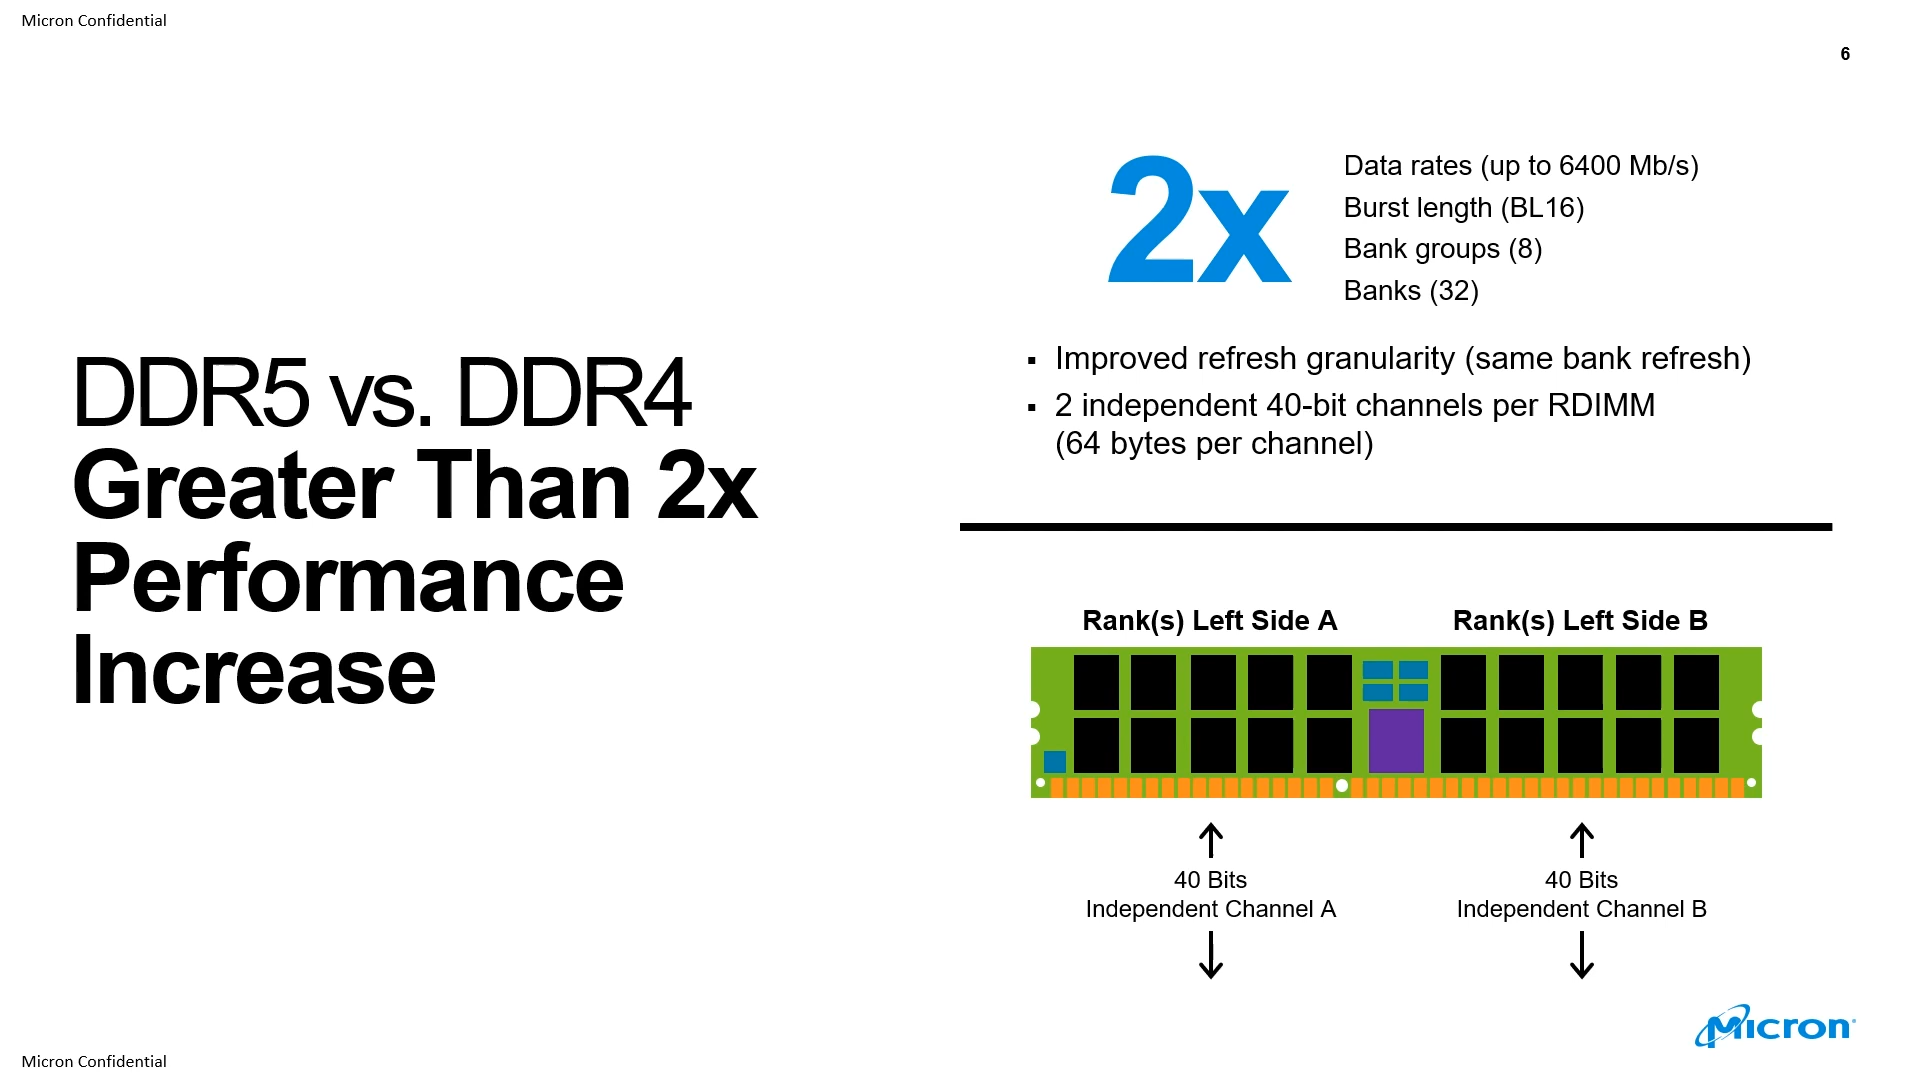 Micron Confidential
6
DDR5 vs. DDR4
Greater Than 2x
Performance
Increase
2x
Data rates (up to 6400 Mb/s)
Burst length (BL16)
Bank groups (8)
Banks (32)
▪ Improved refresh granularity (same bank refresh)
▪ 2 independent 40-bit channels per RDIMM
(64 bytes per channel)
Rank(s) Left Side A
Rank(s) Left Side B
40 Bits
Independent Channel A
40 Bits
Independent Channel B
Micron
Micron Confidential